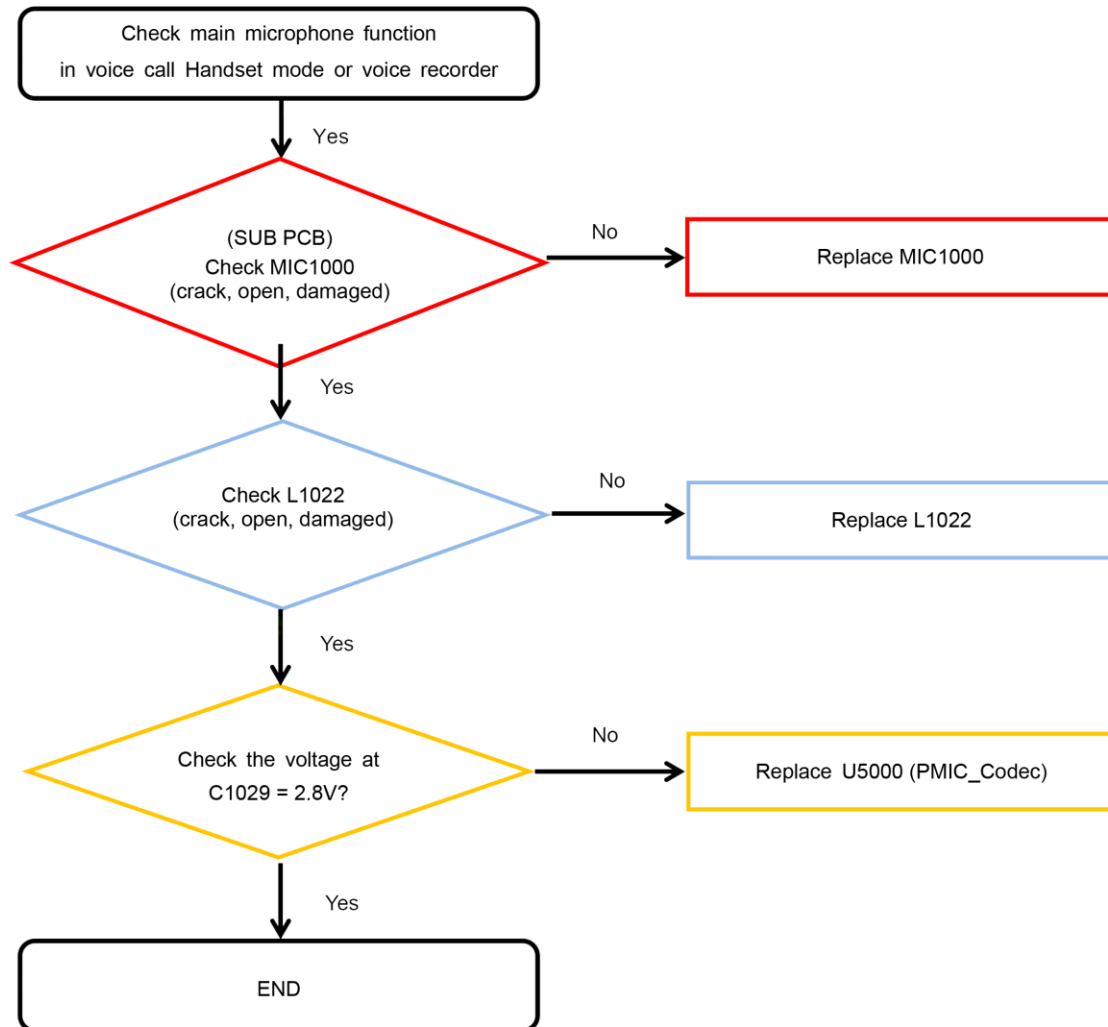 Check main microphone function
in voice call Handset mode or voice recorder
Yes
(SUB PCB)
Check MIC1000
(crack, open, damaged)
No
Replace MIC1000
Yes
Check L1022
(crack, open, damaged)
No
Replace L1022
Yes
Check the voltage at
C1029 = 2.8V?
No
Replace U5000 (PMIC_Codec)
Yes
END